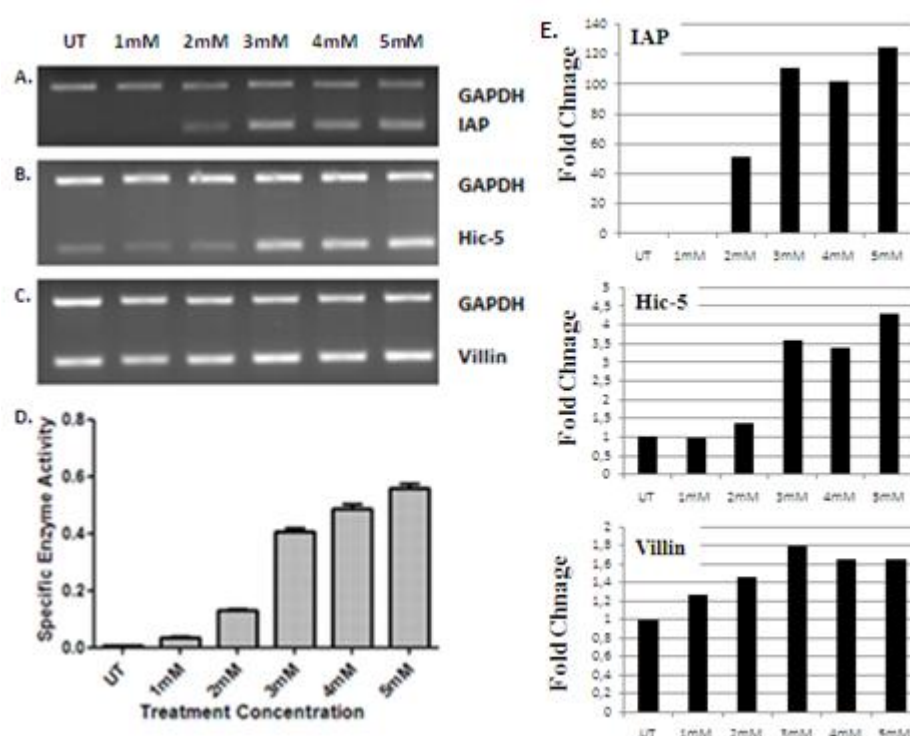 UT 1mM 2mM 3mM 4mM 5mM
A.
GAPDH
IAP
B.
GAPDH
Hic-5
C.
GAPDH
Villin
D.
Specific Enzyme Activity
0.8
0.6
0.4
0.2
0.0
UT 1mM 2mM 3mM 4mM 5mM
Treatment Concentration
E.
IAP
Fold Chnage
140
120
100
80
60
40
20
0
UT 1mM 2mM 3mM 4mM 5mM
Hic-5
Fold Chnage
5
4,5
4
3,5
3
2,5
2
1,5
1
0,5
0
UT 1mM 2mM 3mM 4mM 5mM
Villin
Fold Chnage
2
1,8
1,6
1,4
1,2
1
0,8
0,6
0,4
0,2
0
UT 1mM 2mM 3mM 4mM 5mM